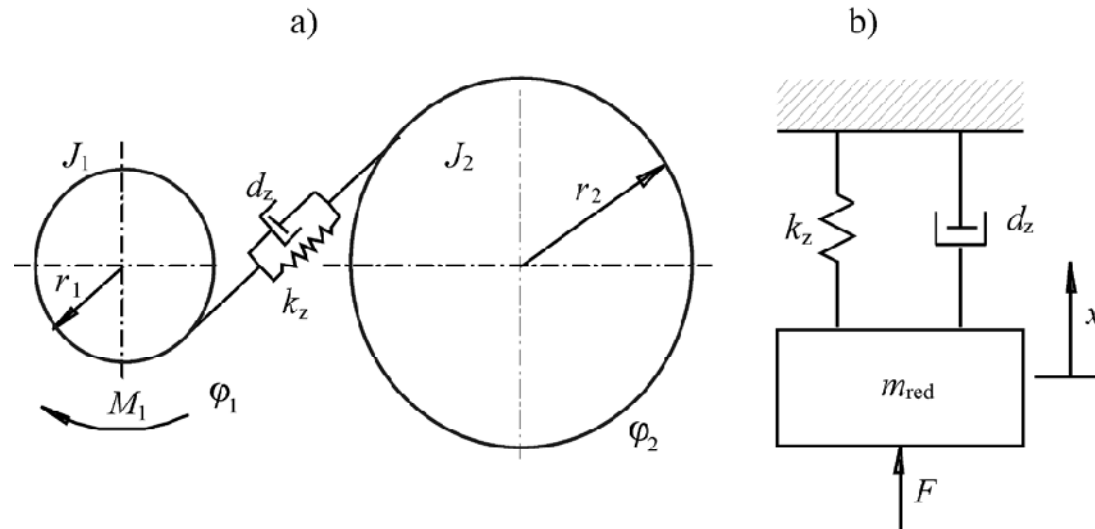 a)
b)
J₁
J₂
d_z
r₂
k_z
d_z
r₁
k_z
x
M₁
φ₁
φ₂
m_red
F